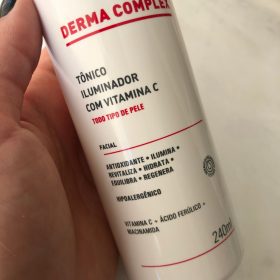 DERMA COMPLEX
TÔNICO
ILUMINADOR
COM VITAMINA C
TODO TIPO DE PELE
FACIAL
ANTIOXIDANTE • ILUMINA •
REVITALIZA • HIDRATA •
EQUILIBRA • REGENERA
HIPOALERGÊNICO
VITAMINA C + ÁCIDO FERÚLICO +
NIACINAMIDA
240ml